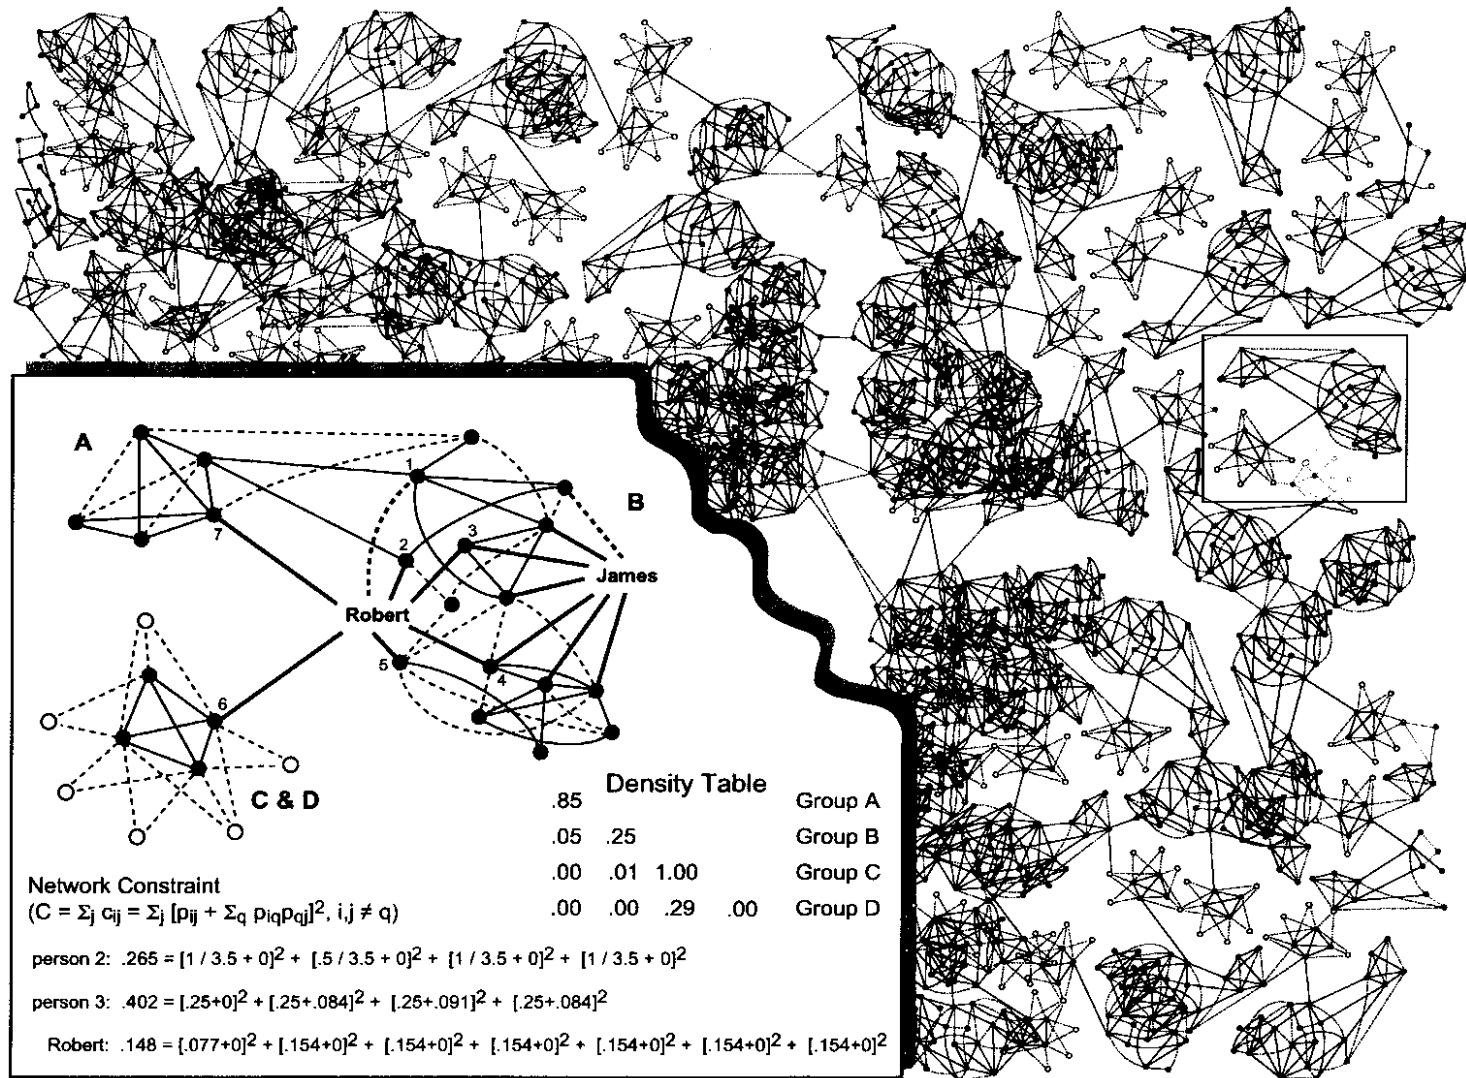 A
1
B
2
3
7
James
Robert
5
4
6
C & D
Density Table
.85 Group A
.05 .25 Group B
.00 .01 1.00 Group C
.00 .00 .29 .00 Group D
Network Constraint
(C = Σj cij = Σj [pij + Σq piqpqj]², i,j ≠ q)
person 2: .265 = [1 / 3.5 + 0]² + [.5 / 3.5 + 0]² + [1 / 3.5 + 0]² + [1 / 3.5 + 0]²
person 3: .402 = [.25+0]² + [.25+.084]² + [.25+.091]² + [.25+.084]²
Robert: .148 = [.077+0]² + [.154+0]² + [.154+0]² + [.154+0]² + [.154+0]² + [.154+0]² + [.154+0]²